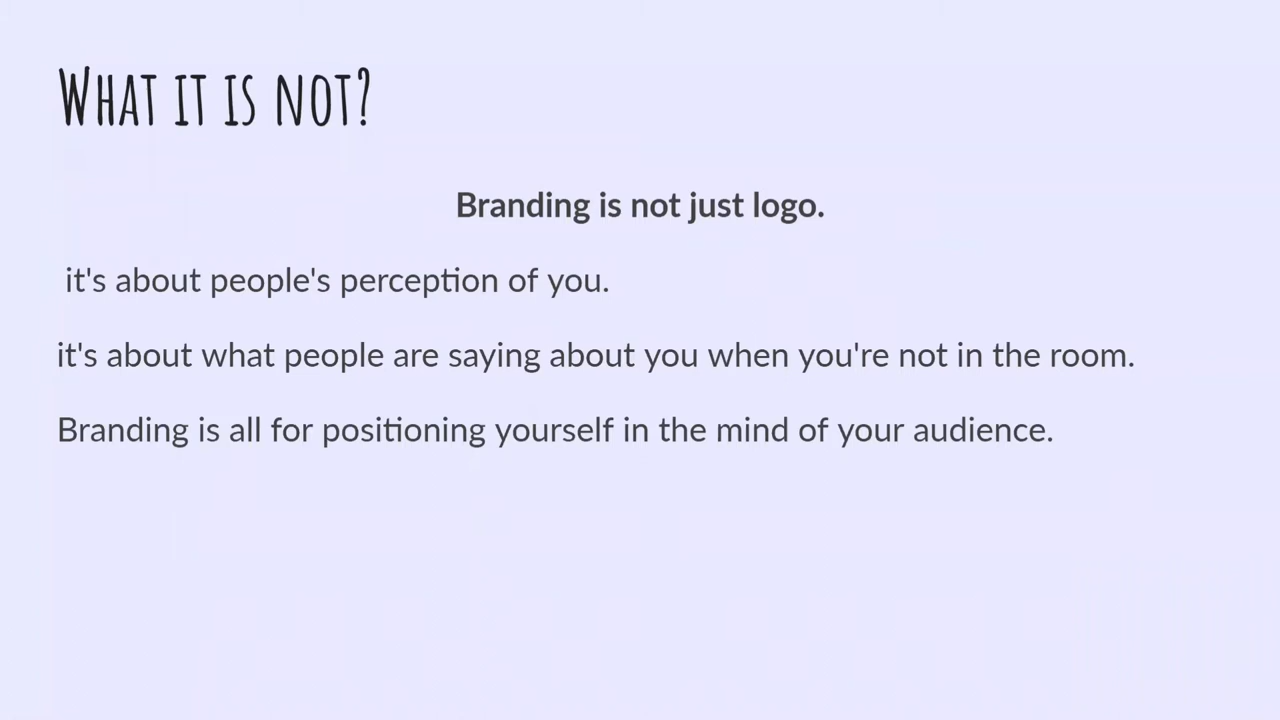 What it is not?
Branding is not just logo.
it's about people's perception of you.
it's about what people are saying about you when you're not in the room.
Branding is all for positioning yourself in the mind of your audience.